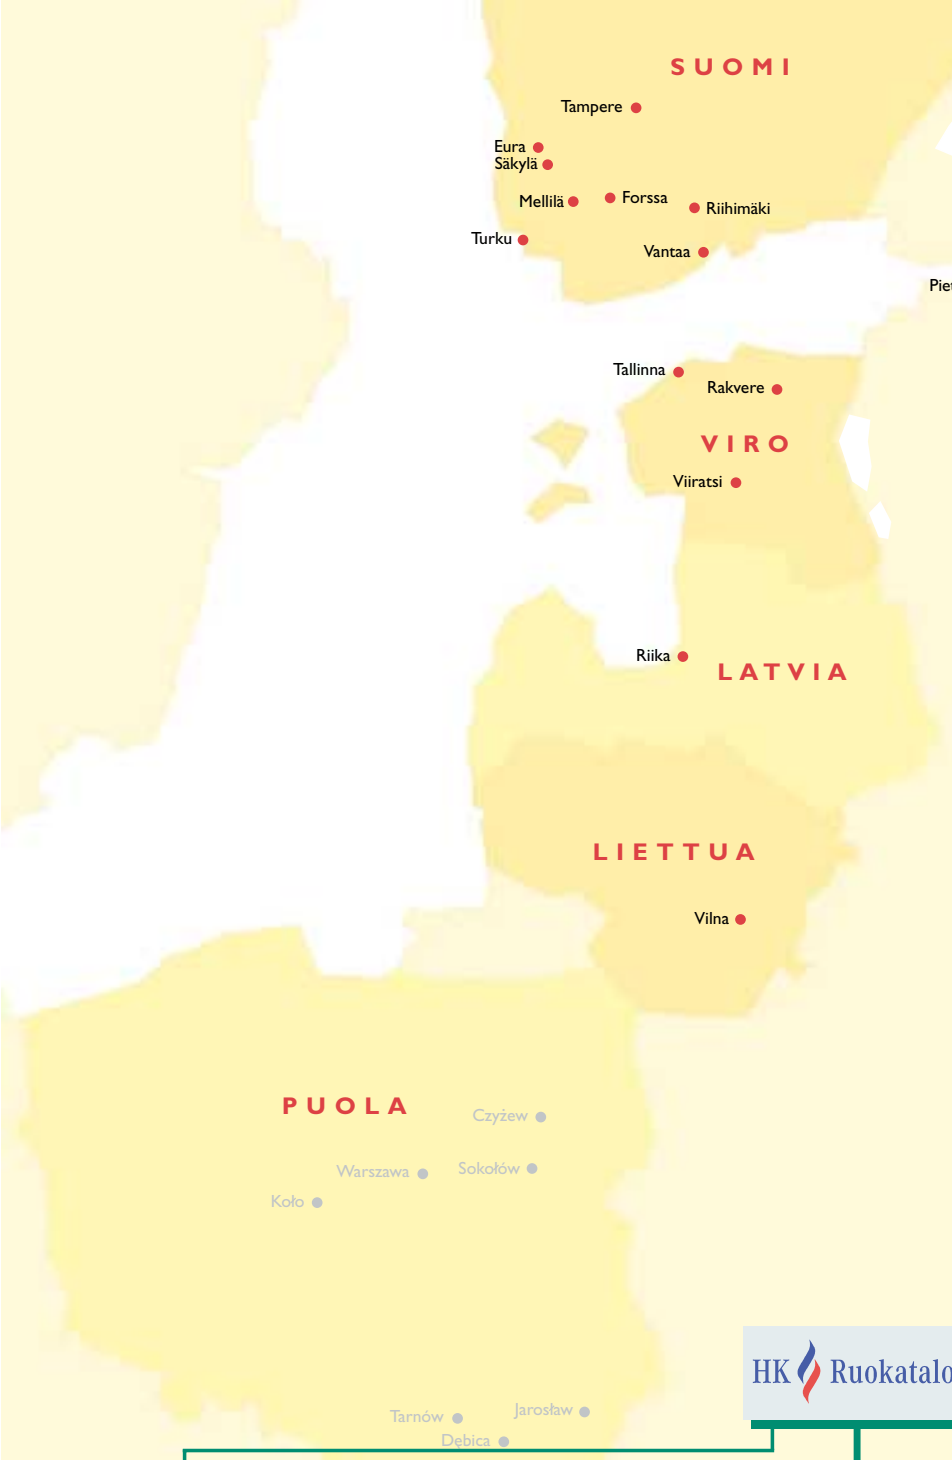 SUOMI
Tampere
Eura
Säkylä
Mellilä
Forssa
Riihimäki
Turku
Vantaa
Tallinna
Rakvere
VIRO
Viiratsi
Riika
LATVIA
LIETTUA
Vilna
PUOLA
Czyżew
Warszawa
Sokołów
Koło
HK Ruokatalo
Tarnów
Jarosław
Dębica